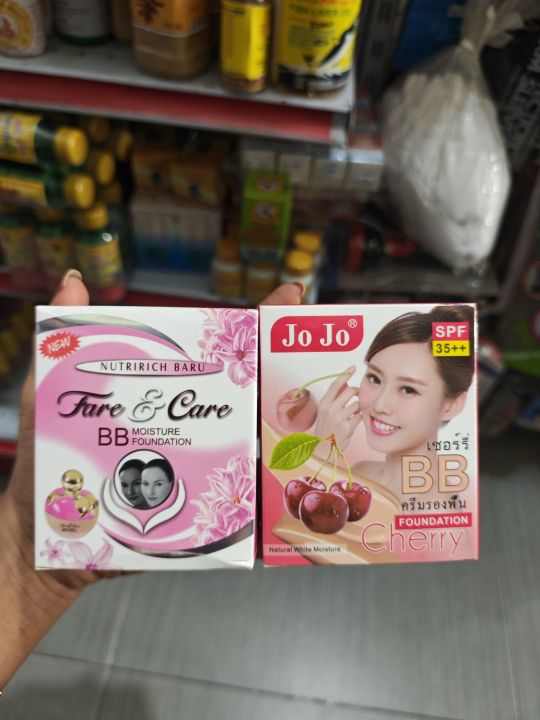 NEW
NUTRIRICH BARU
Fare & Care
BB MOISTURE
FOUNDATION
Jo Jo®
SPF
35++
เชอร์รี่
BB
ครีมรองพื้น
FOUNDATION
Cherry
Natural White Moisture